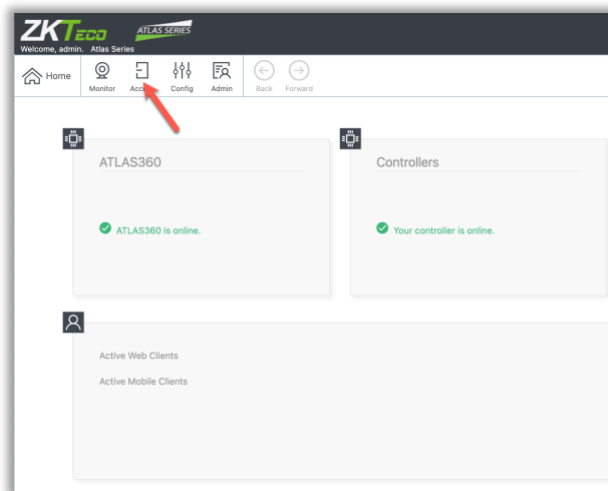 ZKTECO
ATLAS SERIES
Welcome, admin. Atlas Series
Home
Monitor
Config
Admin
Back
Forward
ATLAS360
Controllers
ATLAS360 is online.
Your controller is online.
Active Web Clients
Active Mobile Clients